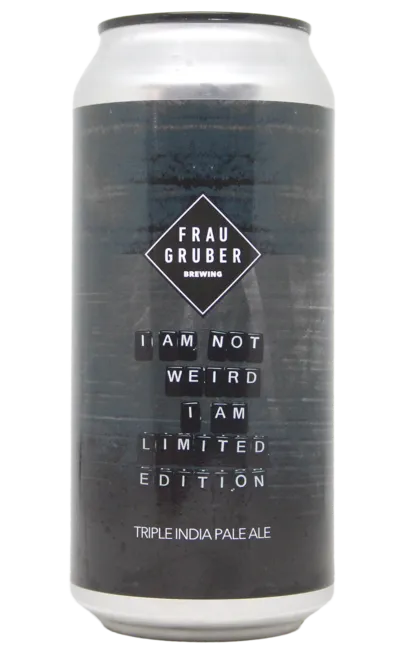 FRAU
GRUBER
BREWING
I AM NOT
WEIRD
I AM
LIMITED
EDITION
TRIPLE INDIA PALE ALE